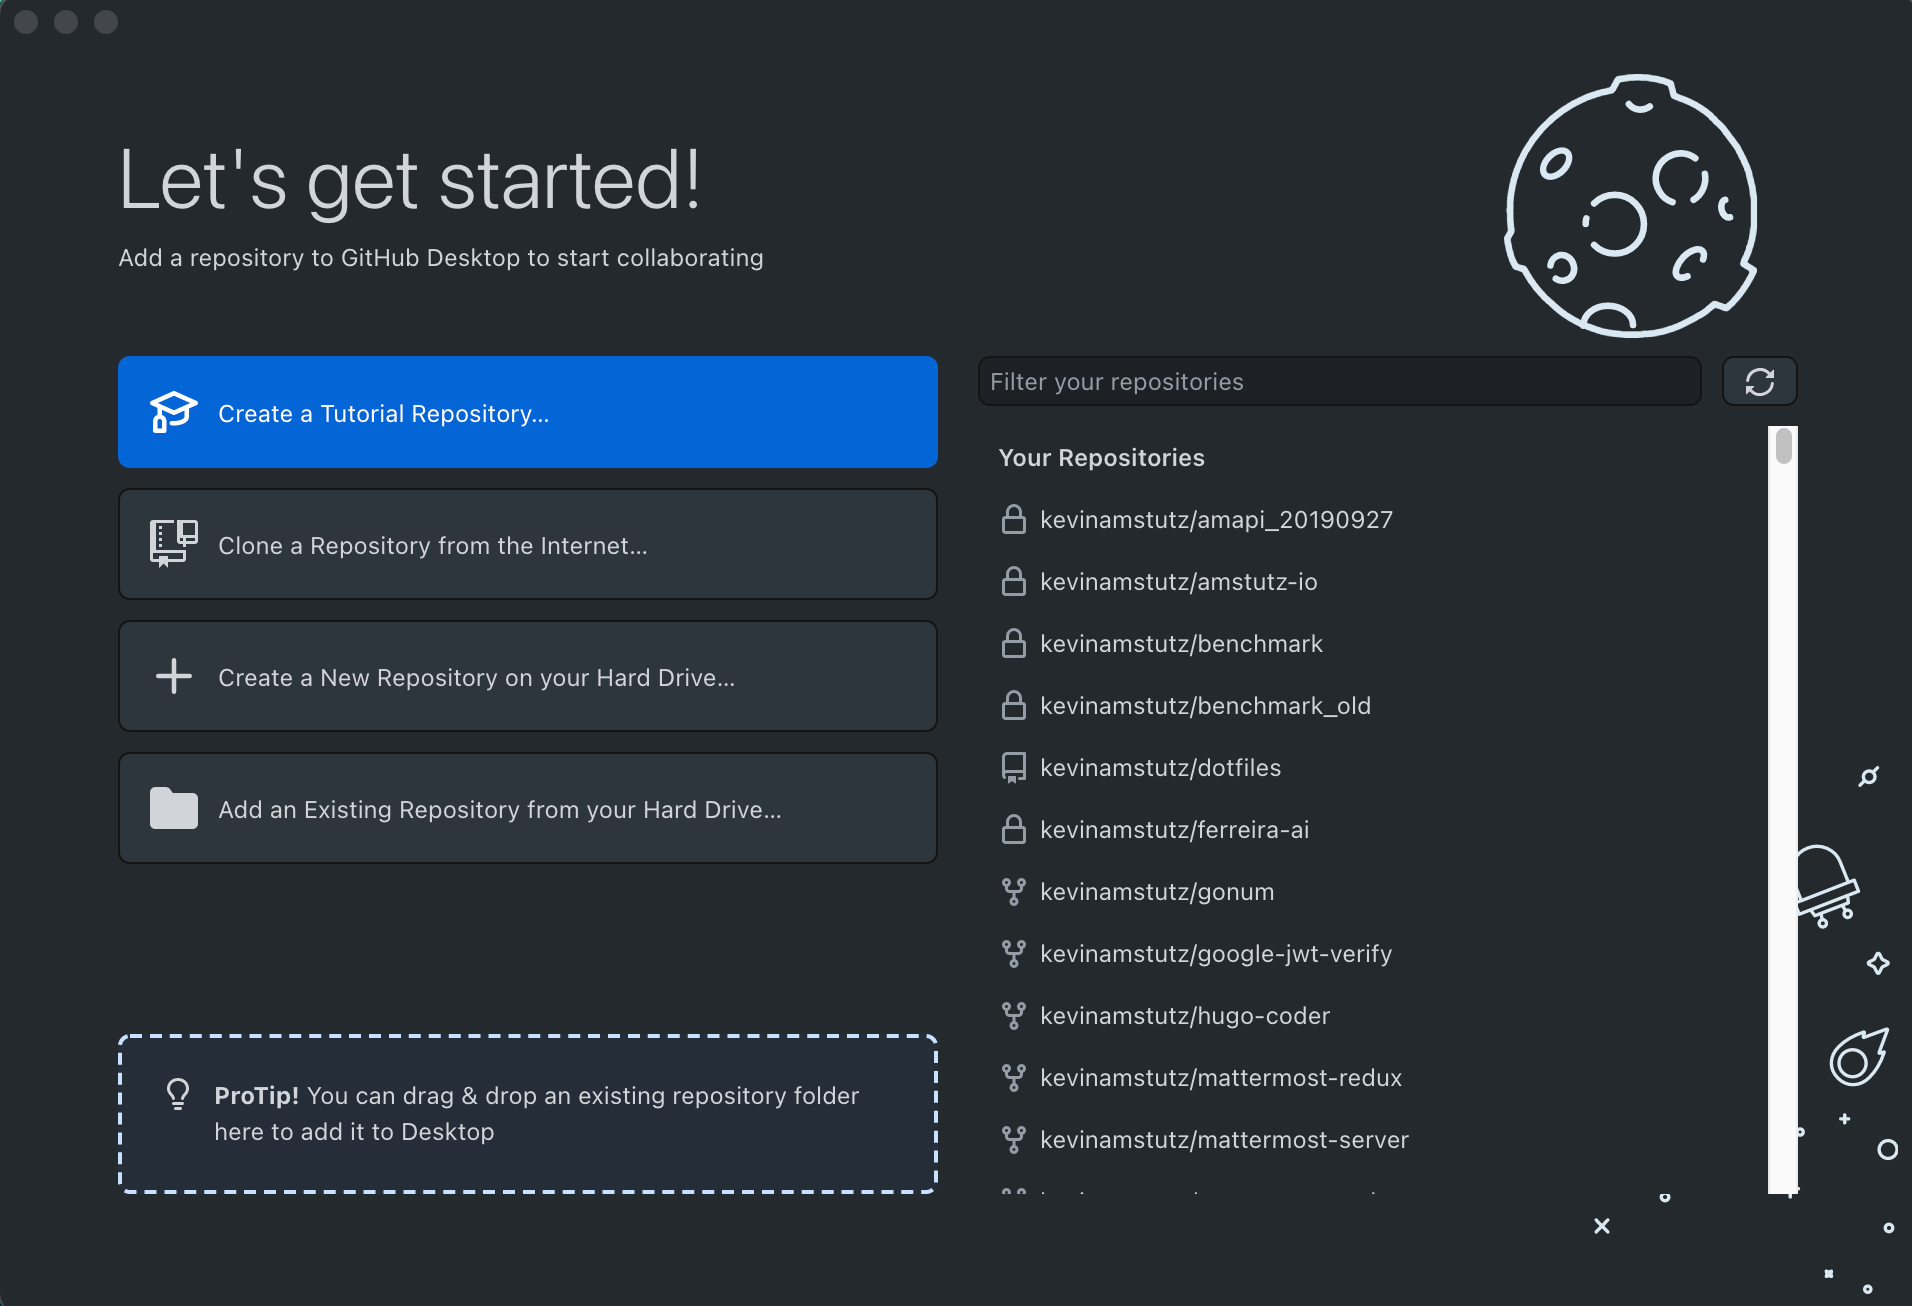 Let's get started!
Add a repository to GitHub Desktop to start collaborating
Create a Tutorial Repository...
Clone a Repository from the Internet...
Create a New Repository on your Hard Drive...
Add an Existing Repository from your Hard Drive...
ProTip! You can drag & drop an existing repository folder
here to add it to Desktop
Filter your repositories
Your Repositories
kevinamstutz/amapi_20190927
kevinamstutz/amstutz-io
kevinamstutz/benchmark
kevinamstutz/benchmark_old
kevinamstutz/dotfiles
kevinamstutz/ferreira-ai
kevinamstutz/gonum
kevinamstutz/google-jwt-verify
kevinamstutz/hugo-coder
kevinamstutz/mattermost-redux
kevinamstutz/mattermost-server